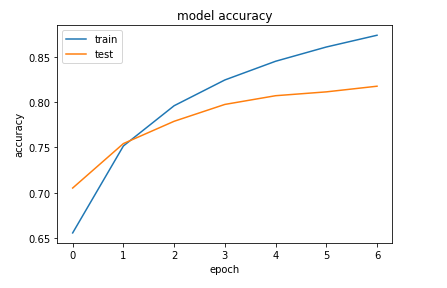 model accuracy
train
test
accuracy
0.85
0.80
0.75
0.70
0.65
0 1 2 3 4 5 6
epoch